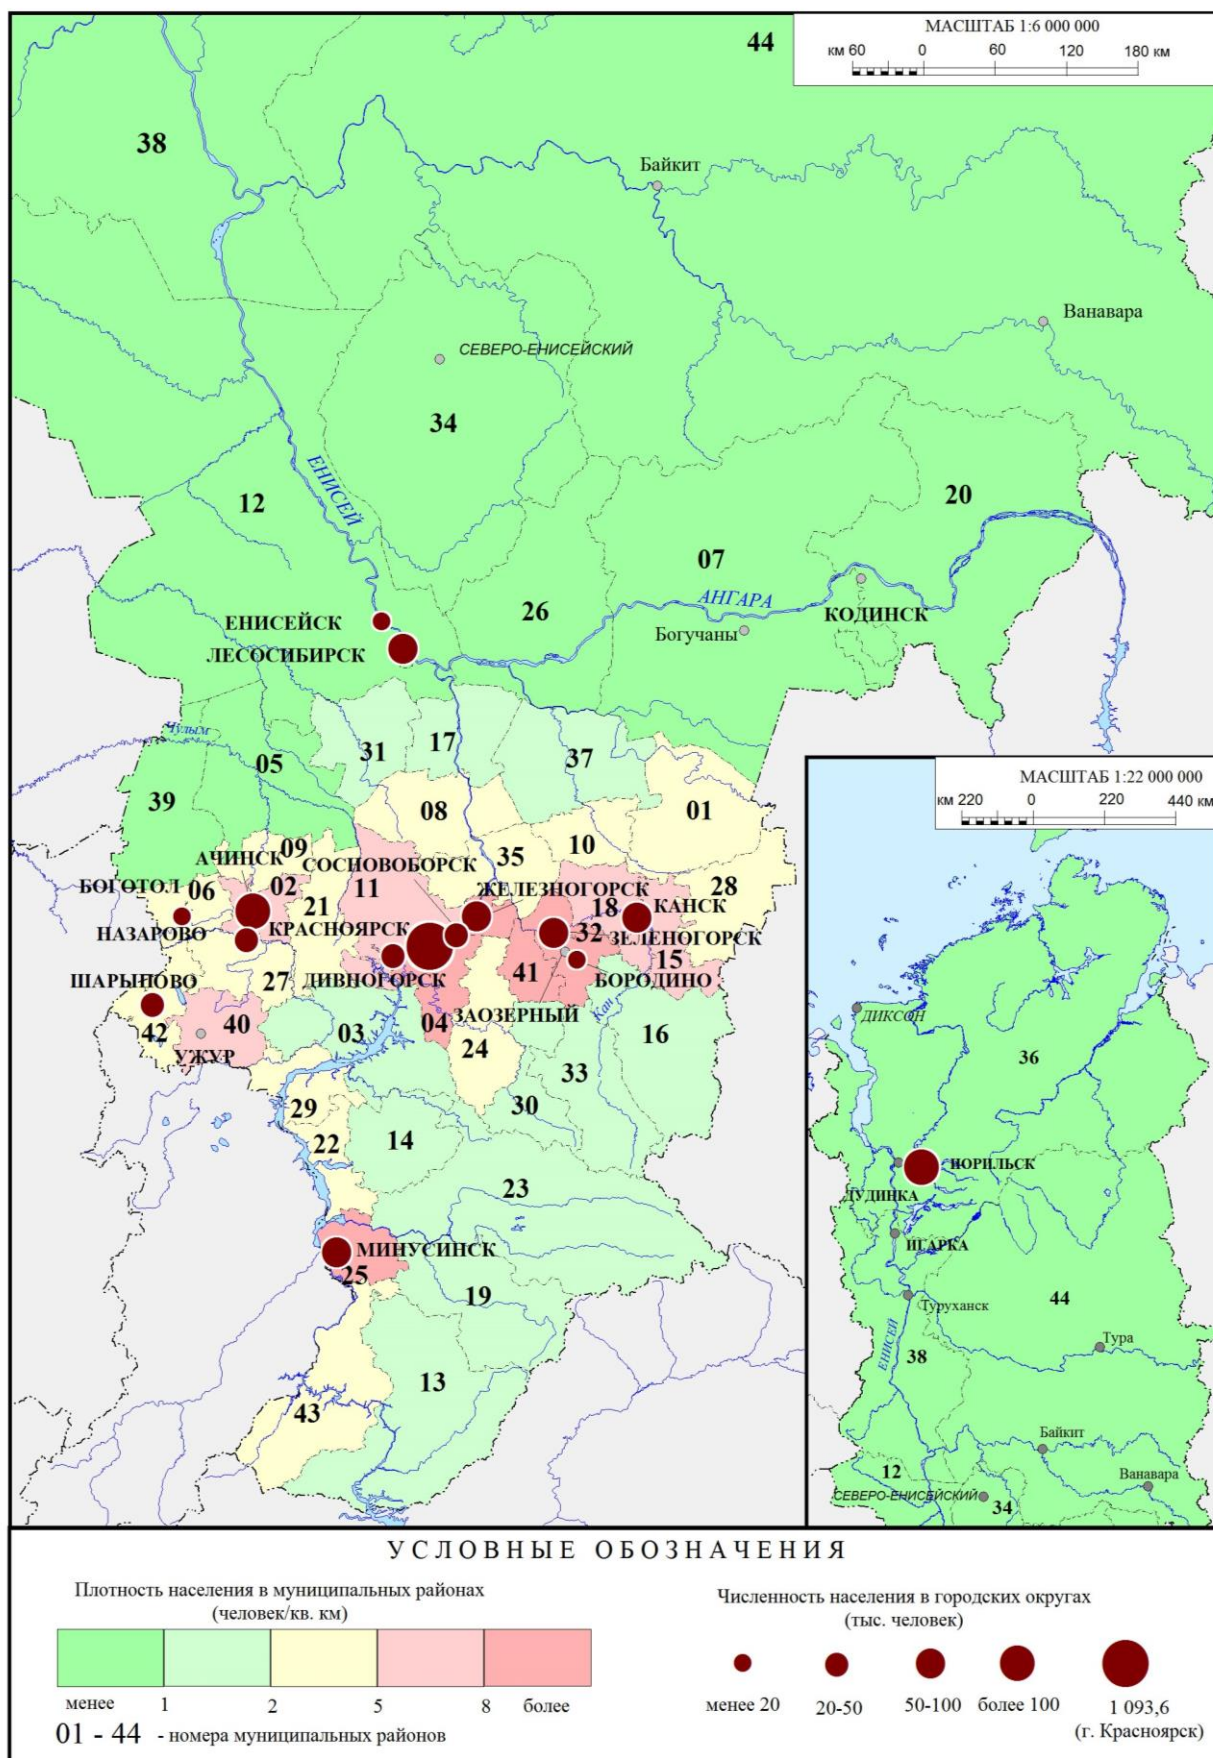 МАСШТАБ 1:6 000 000
км 60 0 60 120 180 км
44
38
Байкит
Ванавара
СЕВЕРО-ЕНИСЕЙСКИЙ
34
ЕНИСЕЙ
12
20
07
26
АНГАРА
КОДИНСК
Богучаны
ЕНИСЕЙСК
ЛЕСОСИБИРСК
Чулым
05
31
17
37
39
08
01
09
10
АЧИНСК
СОСНОВОБОРСК
35
БОГОТОЛ
06
02
11
ЖЕЛЕЗНОГОРСК
28
21
18
КАНСК
НАЗАРОВО
КРАСНОЯРСК
32
ЗЕЛЕНОГОРСК
ШАРЫПОВО
27
ДИВНОГОРСК
41
15
БОРОДИНО
42
40
03
04
ЗАОЗЕРНЫЙ
Кан
УЖУР
24
16
33
29
30
22
14
23
МИНУСИНСК
25
19
13
43
МАСШТАБ 1:22 000 000
км 220 0 220 440 км
ДИКСОН
36
НОРИЛЬСК
ДУДИНКА
ИГАРКА
Туруханск
44
ЕНИСЕЙ
38
Тура
Байкит
12
Ванавара
СЕВЕРО-ЕНИСЕЙСКИЙ
34
УСЛОВНЫЕ ОБОЗНАЧЕНИЯ
Плотность населения в муниципальных районах
(человек/кв. км)
менее 1 2 5 8 более
01 - 44 - номера муниципальных районов
Численность населения в городских округах
(тыс. человек)
менее 20 20-50 50-100 более 100 1 093,6
(г. Красноярск)